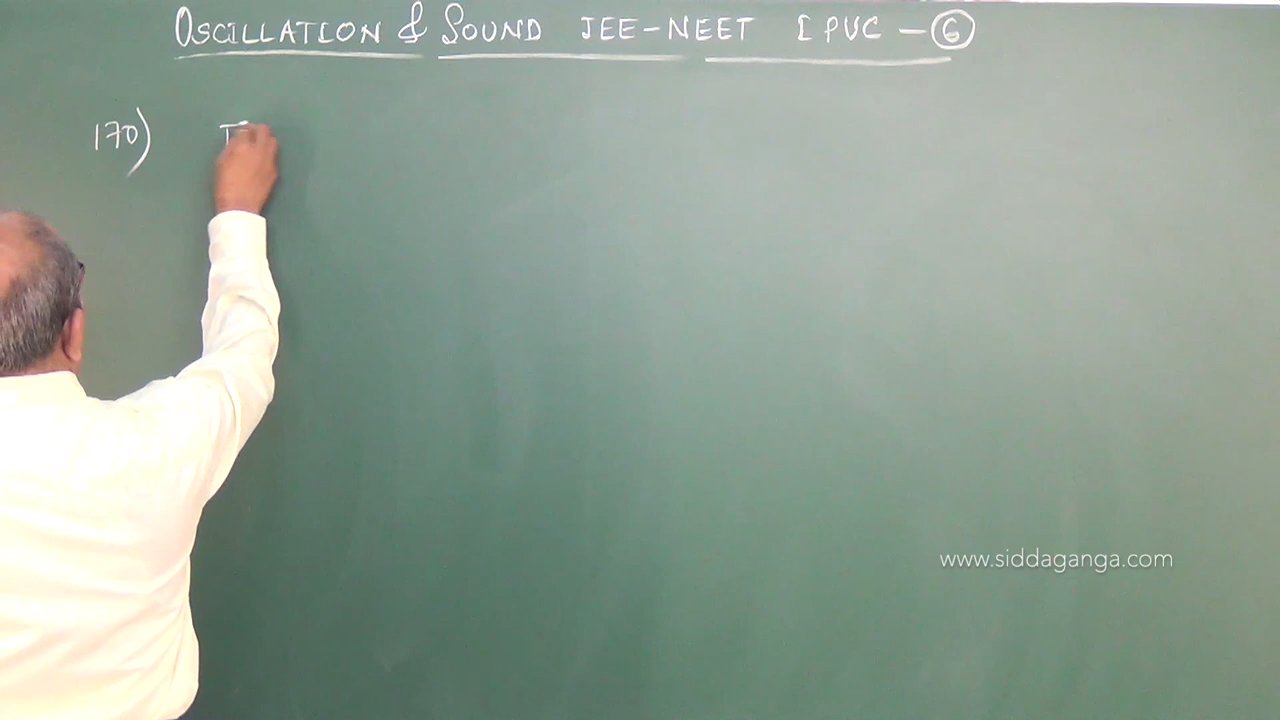 OSCILLATION & SOUND JEE-NEET I PUC - 6
170) T
www.siddaganga.com